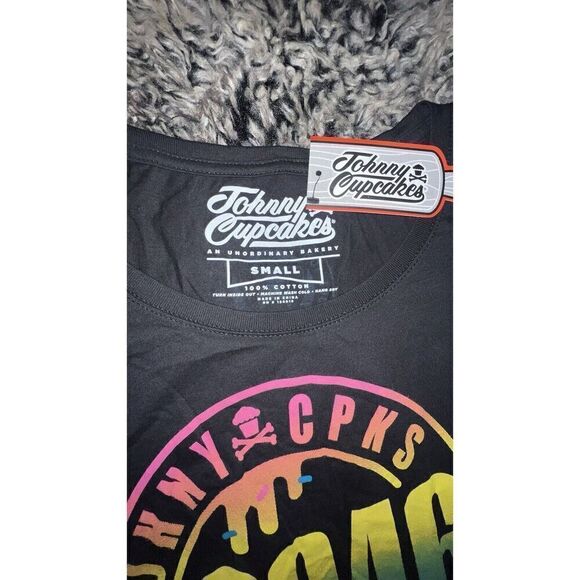 Johnny
Cupcakes
Johnny
Cupcakes
AN UNORDINARY BAKERY
SMALL
100% COTTON
TURN INSIDE OUT • MACHINE WASH COLD • HANG DRY
MADE IN CHINA
HNY CPKS